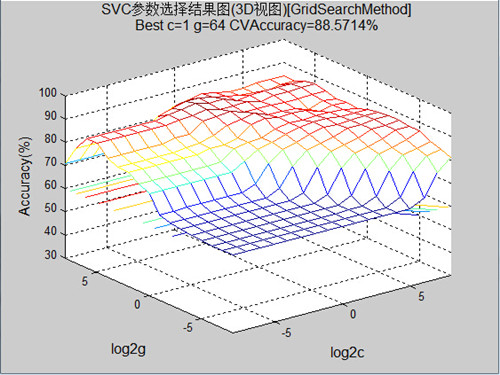 SVC参数选择结果图(3D视图)[GridSearchMethod]
Best c=1 g=64 CVAccuracy=88.5714%
Accuracy(%)
100
90
80
70
60
50
40
30
5
0
-5
log2g
-5
0
5
log2c